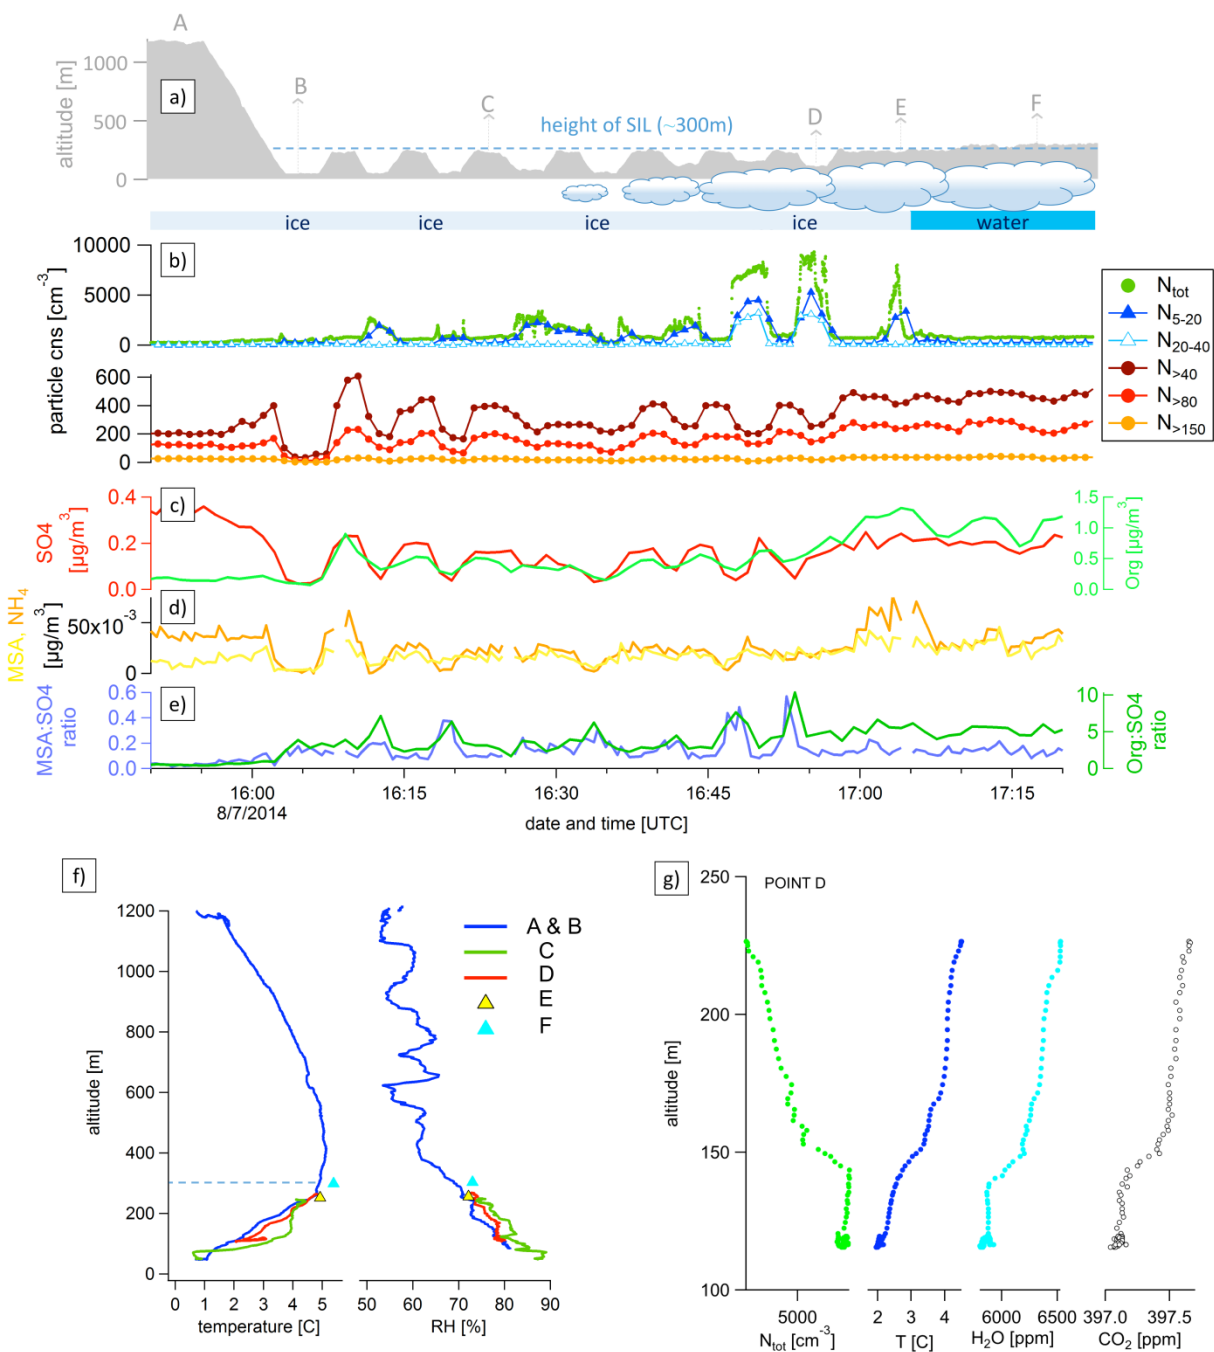 A
1000
a)
B
C
D
E
F
altitude [m]
500
height of SIL (~300m)
0
ice
ice
ice
ice
water
10000
b)
5000
0
particle cns [cm⁻³]
600
400
200
0
N_tot
N_5-20
N_20-40
N_>40
N_>80
N_>150
0.4
c)
1.5
SO4
[µg/m³]
0.2
1.0
Org [µg/m³]
0.5
0.0
0.0
MSA, NH₄
[µg/m³]
d)
50x10⁻³
0
0.6
e)
10
MSA:SO4
ratio
0.4
0.2
5
Org:SO4
ratio
0.0
0
16:00
16:15
16:30
16:45
17:00
17:15
8/7/2014
date and time [UTC]
f)
1200
1000
800
600
400
200
0
altitude [m]
A & B
C
D
E
F
0
1
2
3
4
5
temperature [C]
50
60
70
80
90
RH [%]
g)
250
POINT D
200
altitude [m]
150
100
5000
N_tot [cm⁻³]
2
3
4
T [C]
6000
6500
H₂O [ppm]
397.0
397.5
CO₂ [ppm]